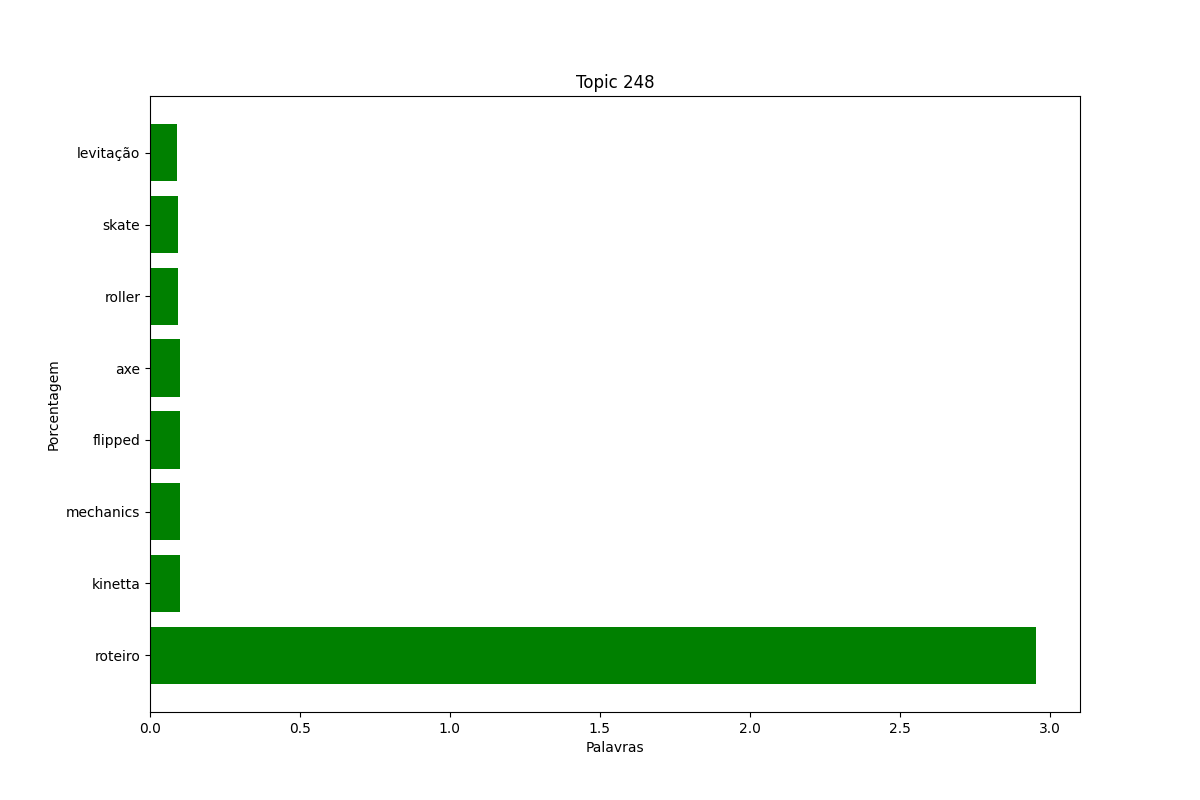 Topic 248
levitação
skate
roller
axe
flipped
mechanics
kinetta
roteiro
Porcentagem
0.0 0.5 1.0 1.5 2.0 2.5 3.0
Palavras